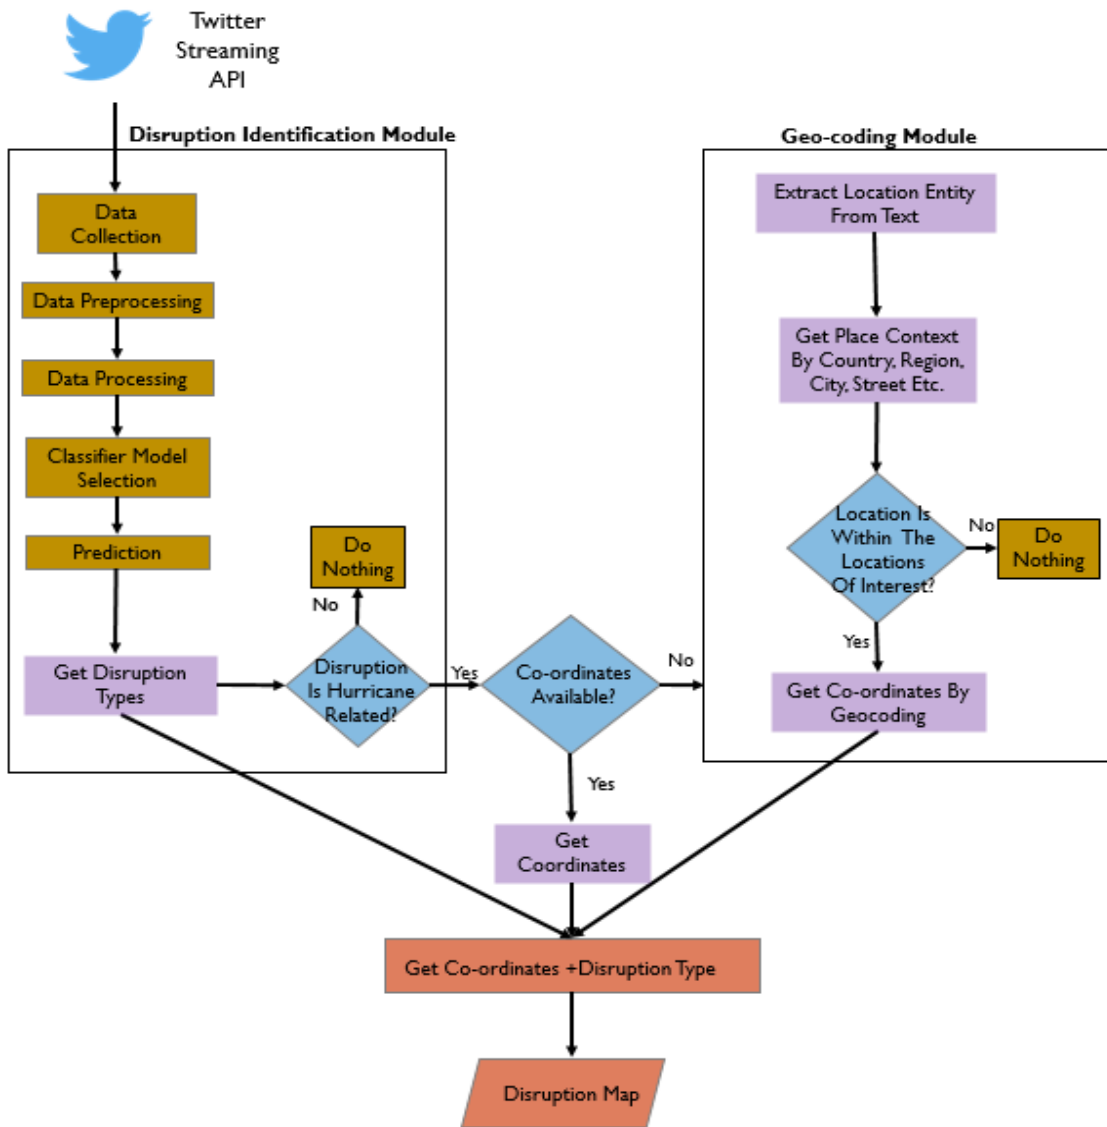 Twitter
Streaming
API
Disruption Identification Module
Data
Collection
Data Preprocessing
Data Processing
Classifier Model
Selection
Prediction
Get Disruption
Types
Do
Nothing
No
Disruption
Is Hurricane
Related?
Yes
Co-ordinates
Available?
No
Yes
Get
Coordinates
Geo-coding Module
Extract Location Entity
From Text
Get Place Context
By Country, Region,
City, Street Etc.
Location Is
Within The
Locations
Of Interest?
No
Do
Nothing
Yes
Get Co-ordinates By
Geocoding
Get Co-ordinates +Disruption Type
Disruption Map